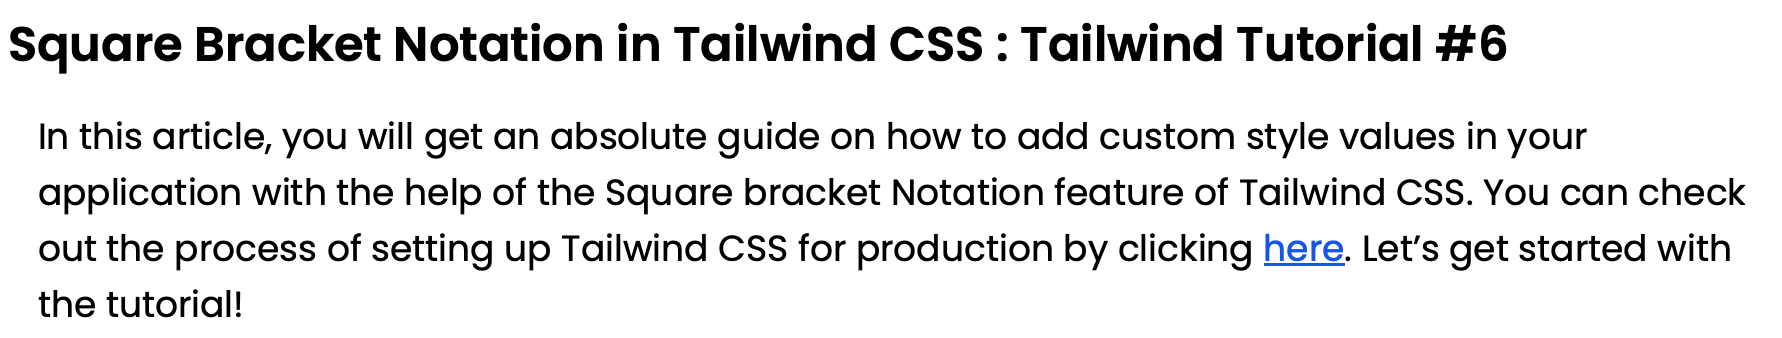 Square Bracket Notation in Tailwind CSS : Tailwind Tutorial #6
In this article, you will get an absolute guide on how to add custom style values in your
application with the help of the Square bracket Notation feature of Tailwind CSS. You can check
out the process of setting up Tailwind CSS for production by clicking here. Let’s get started with
the tutorial!